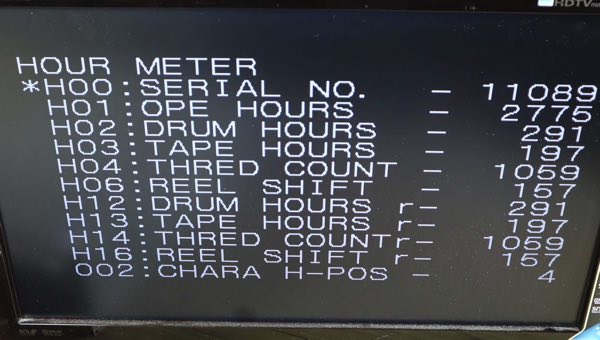 HDTV
HOUR METER
*H00:SERIAL NO. - 11089
H01:OPE HOURS - 2775
H02:DRUM HOURS - 291
H03:TAPE HOURS - 197
H04:THRED COUNT - 1059
H06:REEL SHIFT - 157
H12:DRUM HOURS r- 291
H13:TAPE HOURS r- 197
H14:THRED COUNTr- 1059
H16:REEL SHIFT r- 157
002:CHARA H-POS - 4